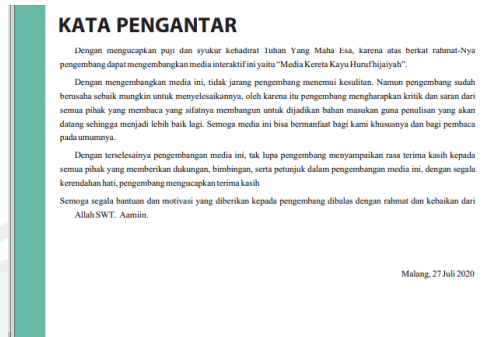 KATA PENGANTAR
Dengan mengucapkan puji dan syukur kehadirat Tuhan Yang Maha Esa, karena atas berkat rahmat-Nya
pengembang dapat mengembangkan media interaktif ini yaitu “Media Kereta Kayu Huruf hijaiyah”.
Dengan mengembangkan media ini, tidak jarang pengembang menemui kesulitan. Namun pengembang sudah
berusaha sebaik mungkin untuk menyelesaikannya, oleh karena itu pengembang mengharapkan kritik dan saran dari
semua pihak yang membaca yang sifatnya membangun untuk dijadikan bahan masukan guna penulisan yang akan
datang sehingga menjadi lebih baik lagi. Semoga media ini bisa bermanfaat bagi kami khususnya dan bagi pembaca
pada umumnya.
Dengan terselesainya pengembangan media ini, tak lupa pengembang menyampaikan rasa terima kasih kepada
semua pihak yang memberikan dukungan, bimbingan, serta petunjuk dalam pengembangan media ini, dengan segala
kerendahan hati, pengembang mengucapkan terima kasih
Semoga segala bantuan dan motivasi yang diberikan kepada pengembang dibalas dengan rahmat dan kebaikan dari
Allah SWT. Aamiin.
Malang, 27 Juli 2020